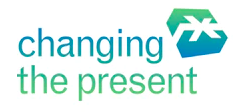 changing
the present